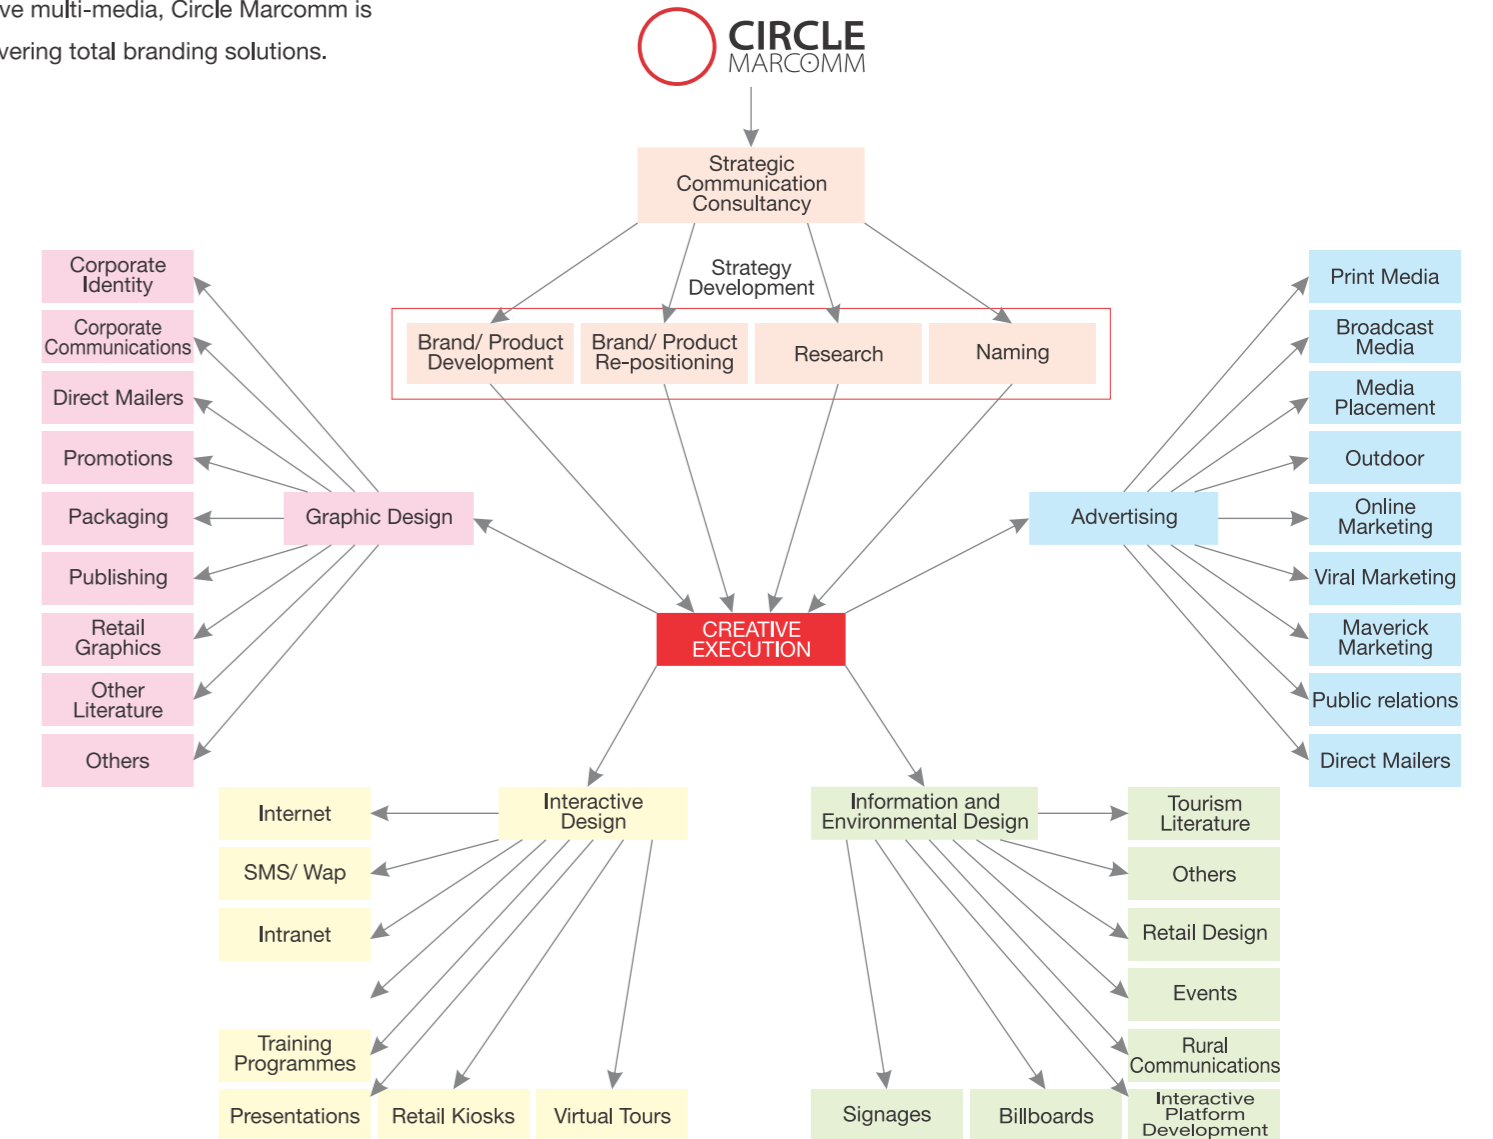 ve multi-media, Circle Marcomm is
vering total branding solutions.
CIRCLE
MARCOMM
Strategic
Communication
Consultancy
Strategy
Development
Brand/ Product
Development
Brand/ Product
Re-positioning
Research
Naming
Corporate
Identity
Corporate
Communications
Direct Mailers
Promotions
Packaging
Publishing
Retail
Graphics
Other
Literature
Others
Graphic Design
Advertising
Print Media
Broadcast
Media
Media
Placement
Outdoor
Online
Marketing
Viral Marketing
Maverick
Marketing
Public relations
Direct Mailers
CREATIVE
EXECUTION
Interactive
Design
Internet
SMS/ Wap
Intranet
Training
Programmes
Presentations
Retail Kiosks
Virtual Tours
Information and
Environmental Design
Tourism
Literature
Others
Retail Design
Events
Rural
Communications
Signages
Billboards
Interactive
Platform
Development